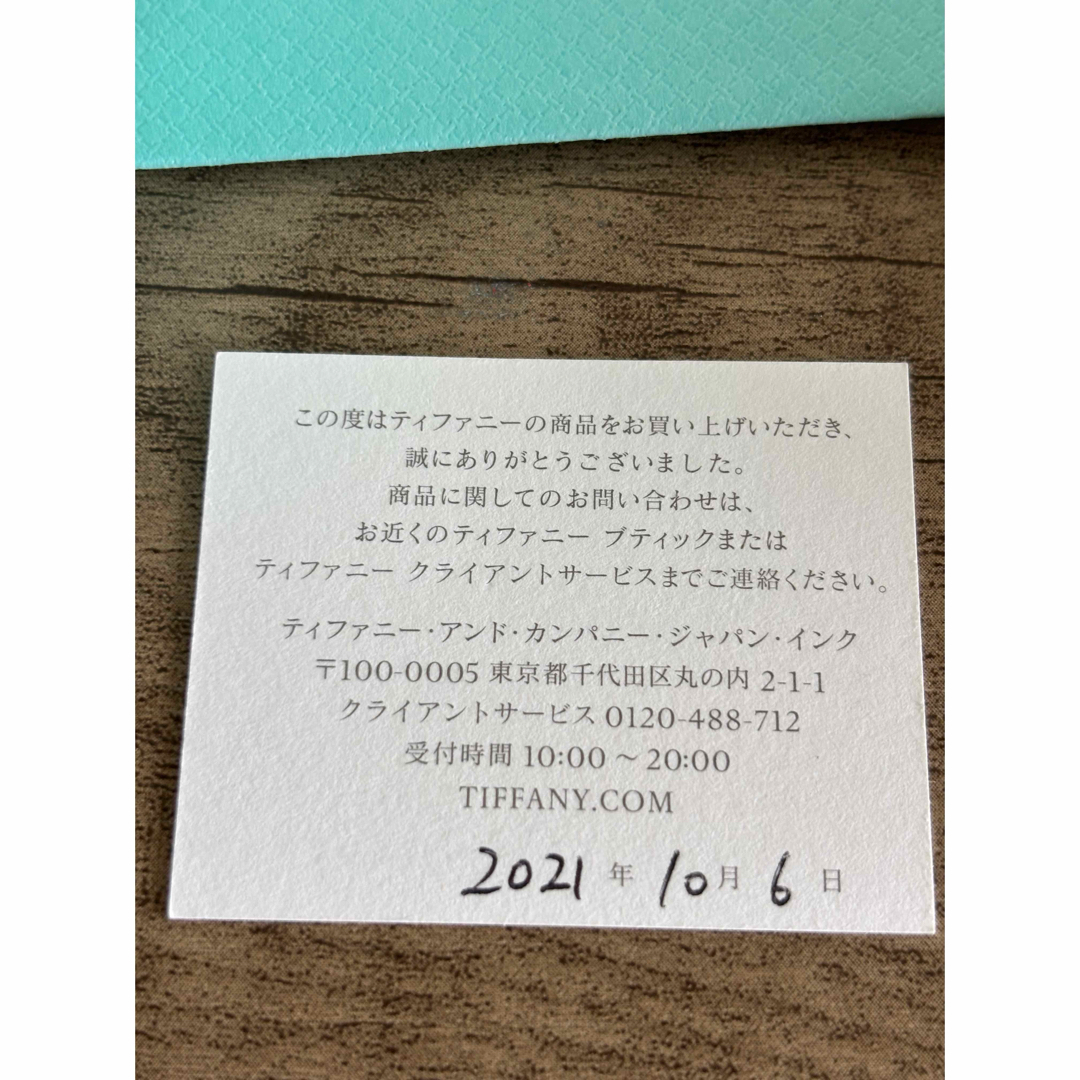 この度はティファニーの商品をお買い上げいただき、
誠にありがとうございました。
商品に関してのお問い合わせは、
お近くのティファニー ブティックまたは
ティファニー クライアントサービスまでご連絡ください。
ティファニー・アンド・カンパニー・ジャパン・インク
〒100-0005 東京都千代田区丸の内 2-1-1
クライアントサービス 0120-488-712
受付時間 10:00 ~ 20:00
TIFFANY.COM
2021 年 10 月 6 日